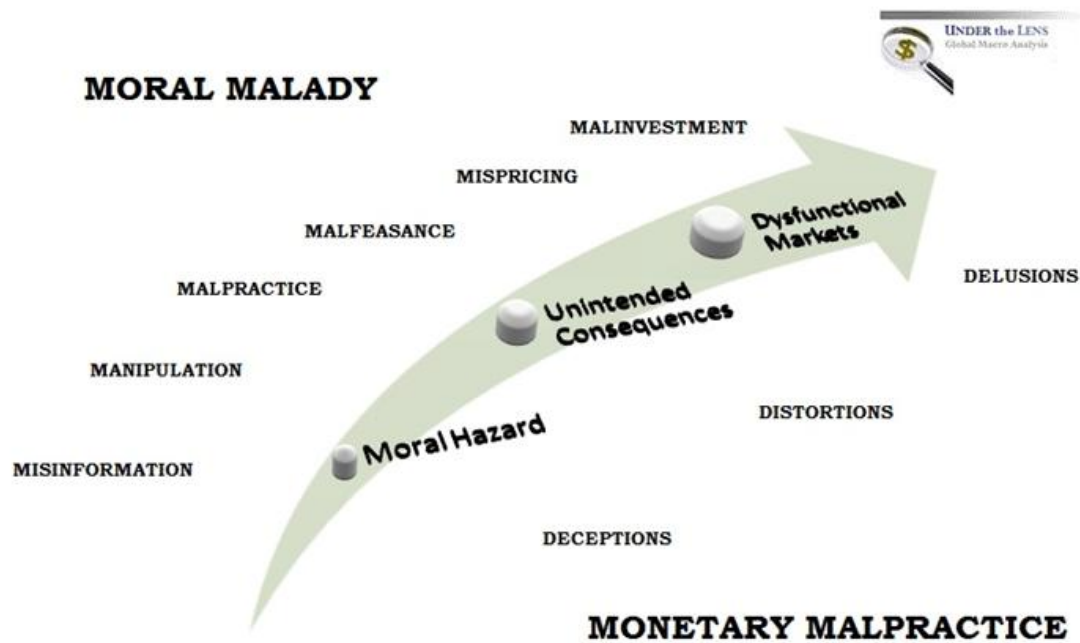 UNDER the LENS
Global Macro Analysis
MORAL MALADY
MALINVESTMENT
MISPRICING
MALFEASANCE
MALPRACTICE
MANIPULATION
MISINFORMATION
Dysfunctional
Markets
Unintended
Consequences
Moral Hazard
DELUSIONS
DISTORTIONS
DECEPTIONS
MONETARY MALPRACTICE